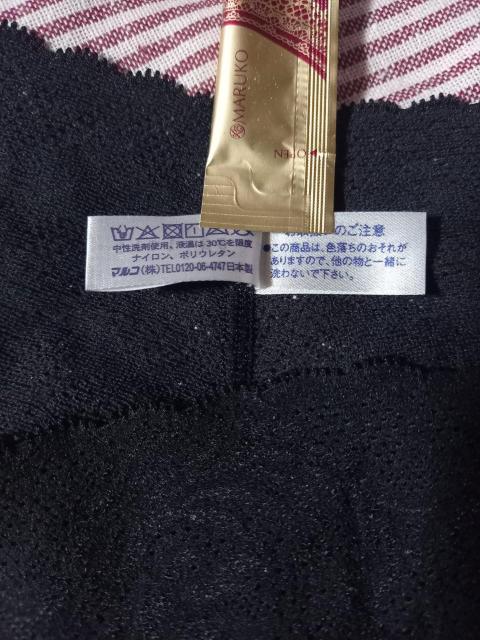 MARUKO
OPEN
中性洗剤使用。液温は30℃を限度
ナイロン、ポリウレタン
マルコ(株)TEL0120-06-4747日本製
のご注意
●この商品は、色落ちのおそれが
ありますので、他の物と一緒に
洗わないで下さい。